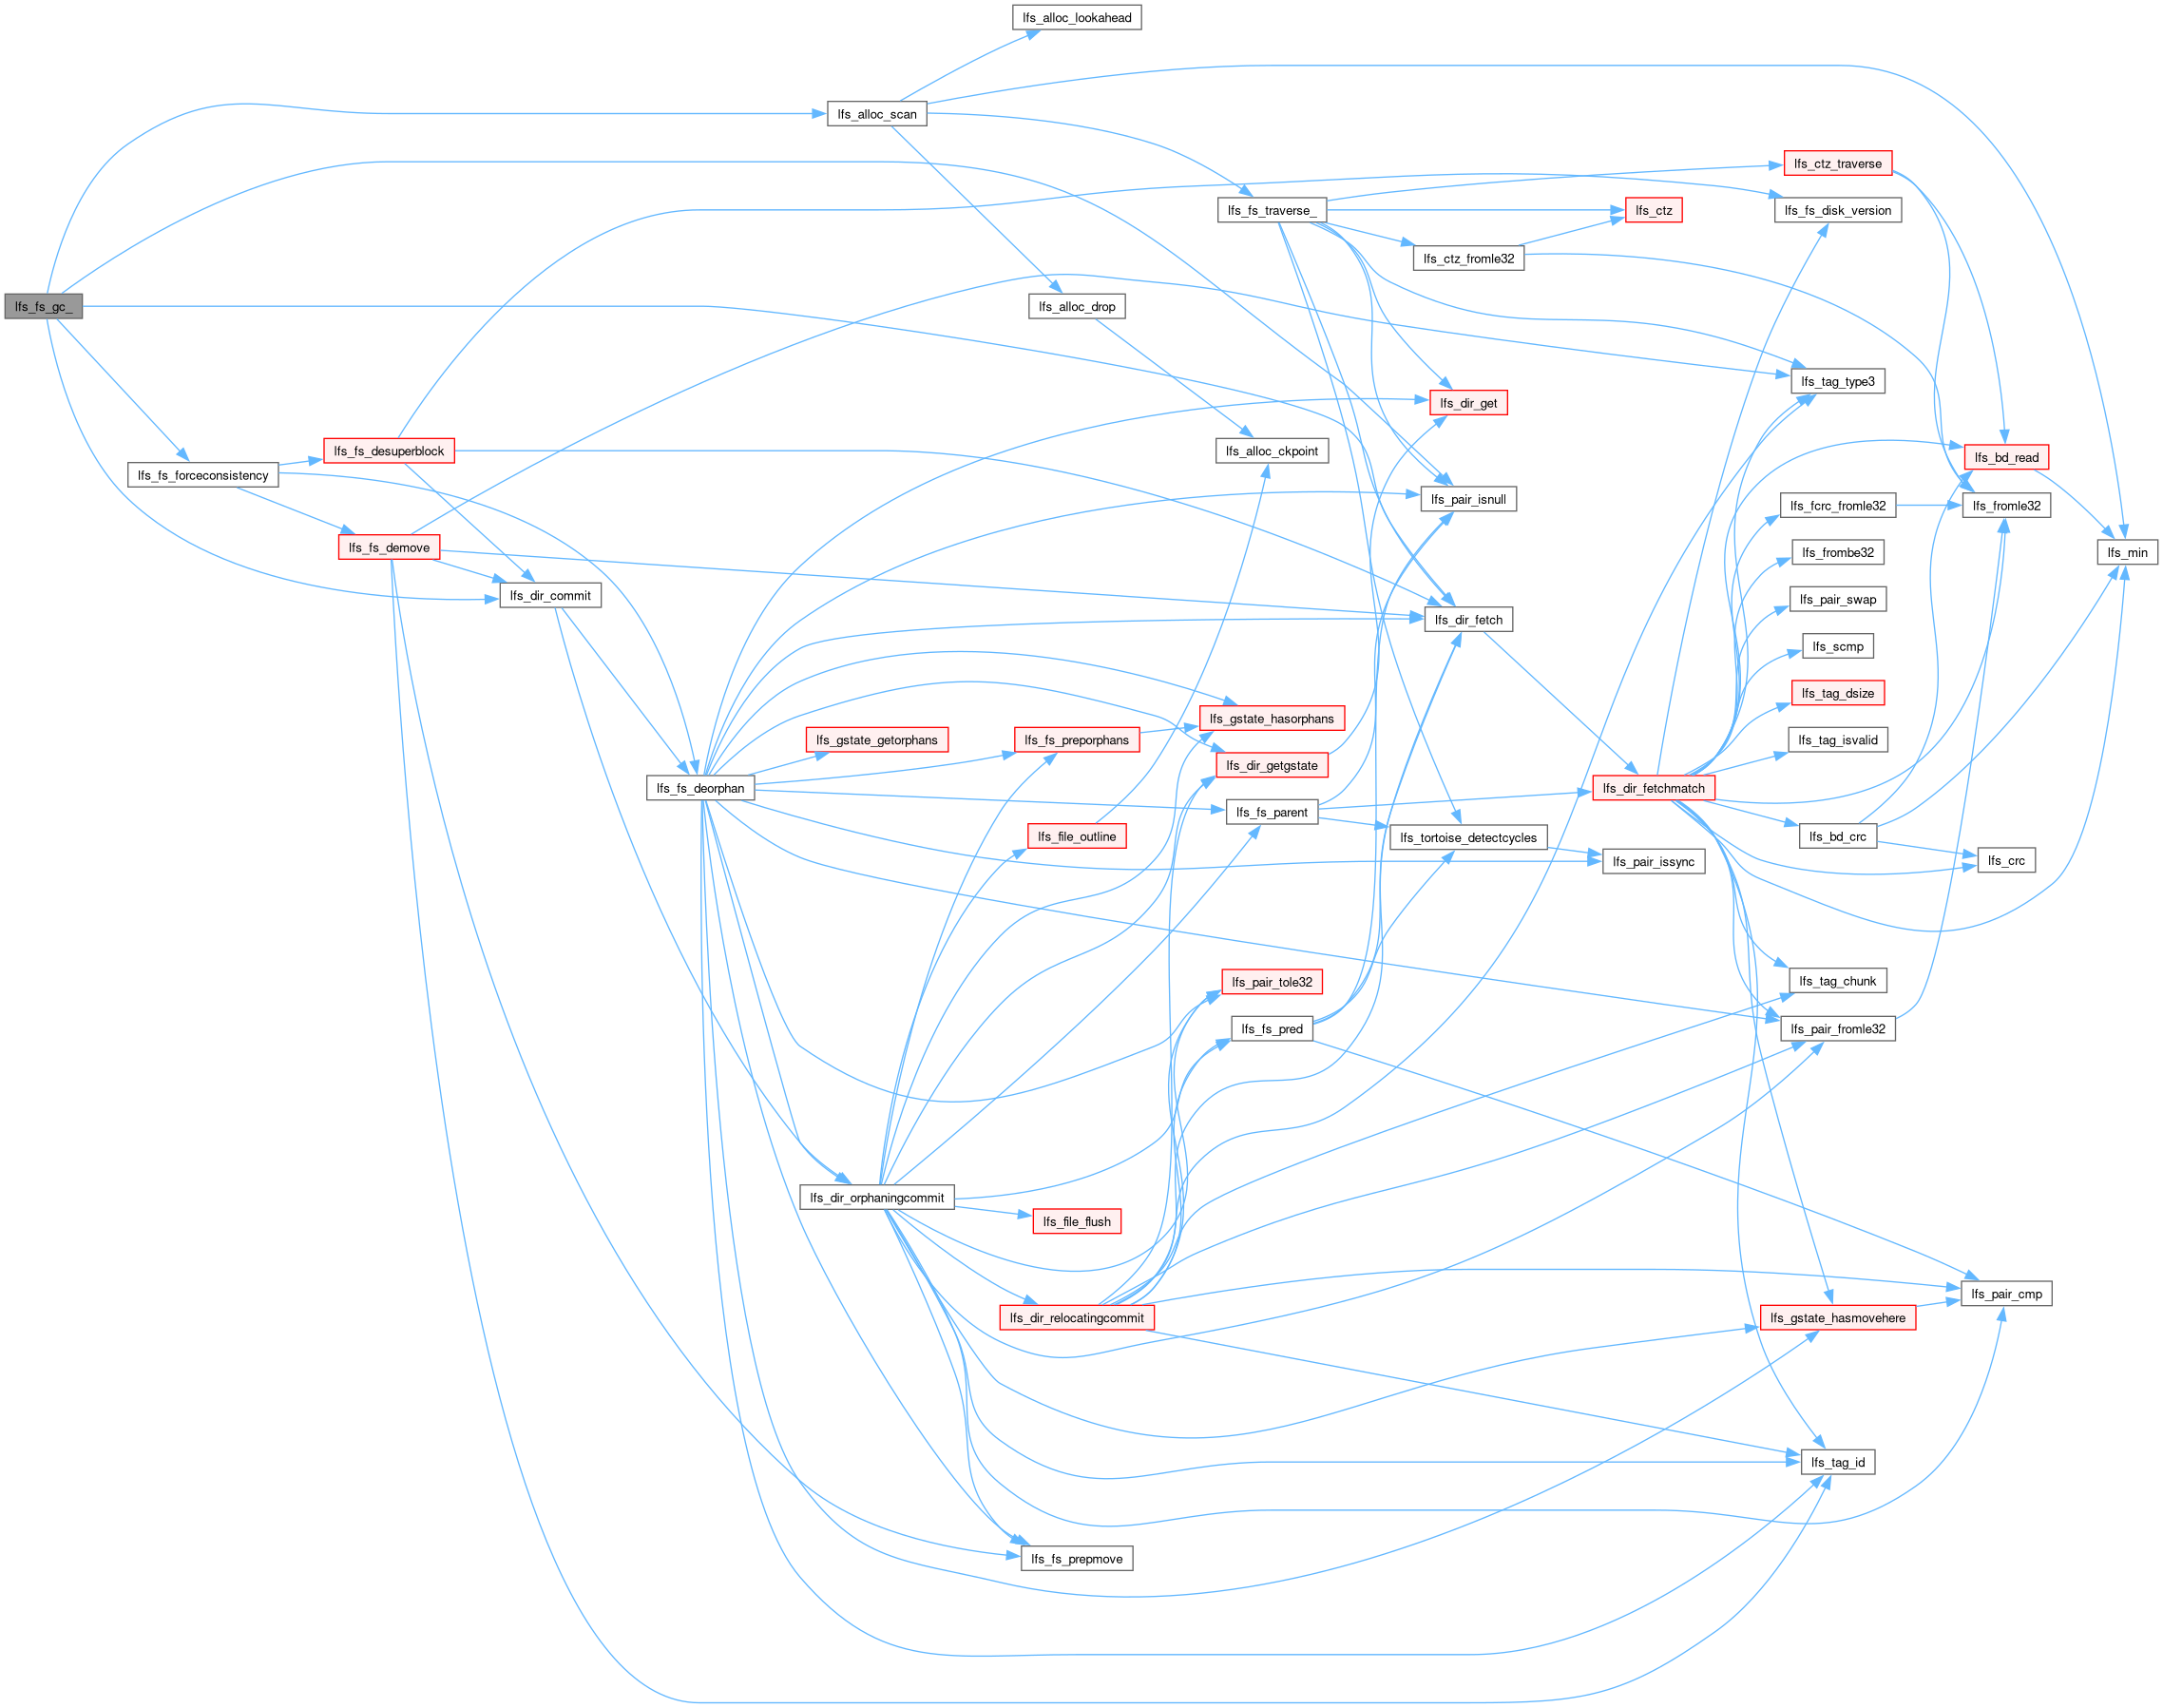 lfs_alloc_lookahead
lfs_alloc_scan
lfs_ctz_traverse
lfs_fs_traverse_
lfs_ctz
lfs_fs_disk_version
lfs_ctz_fromle32
lfs_fs_gc_
lfs_alloc_drop
lfs_tag_type3
lfs_dir_get
lfs_fs_desuperblock
lfs_alloc_ckpoint
lfs_bd_read
lfs_fs_forceconsistency
lfs_pair_isnull
lfs_fcrc_fromle32
lfs_fromle32
lfs_fs_demove
lfs_frombe32
lfs_min
lfs_dir_commit
lfs_pair_swap
lfs_dir_fetch
lfs_scmp
lfs_tag_dsize
lfs_gstate_hasorphans
lfs_gstate_getorphans
lfs_fs_preporphans
lfs_tag_isvalid
lfs_dir_getgstate
lfs_fs_deorphan
lfs_dir_fetchmatch
lfs_fs_parent
lfs_file_outline
lfs_tortoise_detectcycles
lfs_bd_crc
lfs_pair_issync
lfs_crc
lfs_pair_tole32
lfs_tag_chunk
lfs_fs_pred
lfs_pair_fromle32
lfs_dir_orphaningcommit
lfs_file_flush
lfs_pair_cmp
lfs_dir_relocatingcommit
lfs_gstate_hasmovehere
lfs_tag_id
lfs_fs_prepmove